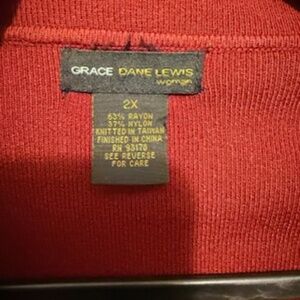 GRACE DANE LEWIS
woman
2X
63% RAYON
37% NYLON
KNITTED IN TAIWAN
FINISHED IN CHINA
RN 93170
SEE REVERSE
FOR CARE